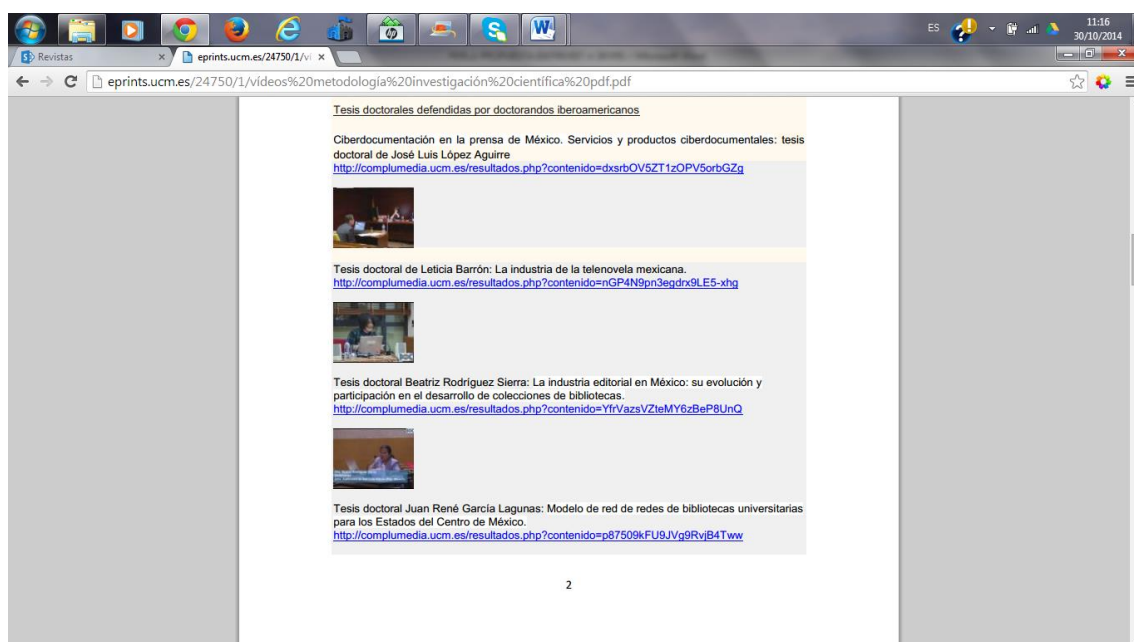 ES
11:16
30/10/2014
Revistas
eprints.ucm.es/24750/1/ví
eprints.ucm.es/24750/1/vídeos%20metodología%20investigación%20científica%20pdf.pdf
Tesis doctorales defendidas por doctorandos iberoamericanos
Ciberdocumentación en la prensa de México. Servicios y productos ciberdocumentales: tesis
doctoral de José Luis López Aguirre
http://complumedia.ucm.es/resultados.php?contenido=dxsrbOV5ZT1zOPV5orbGZg
Tesis doctoral de Leticia Barrón: La industria de la telenovela mexicana.
http://complumedia.ucm.es/resultados.php?contenido=nGP4N9pn3egdrx9LE5-xhg
Tesis doctoral Beatriz Rodríguez Sierra: La industria editorial en México: su evolución y
participación en el desarrollo de colecciones de bibliotecas.
http://complumedia.ucm.es/resultados.php?contenido=YfrVazsVZteMY6zBeP8UnQ
Tesis doctoral Juan René García Lagunas: Modelo de red de redes de bibliotecas universitarias
para los Estados del Centro de México.
http://complumedia.ucm.es/resultados.php?contenido=p87509kFU9JVg9RvjB4Tww
2